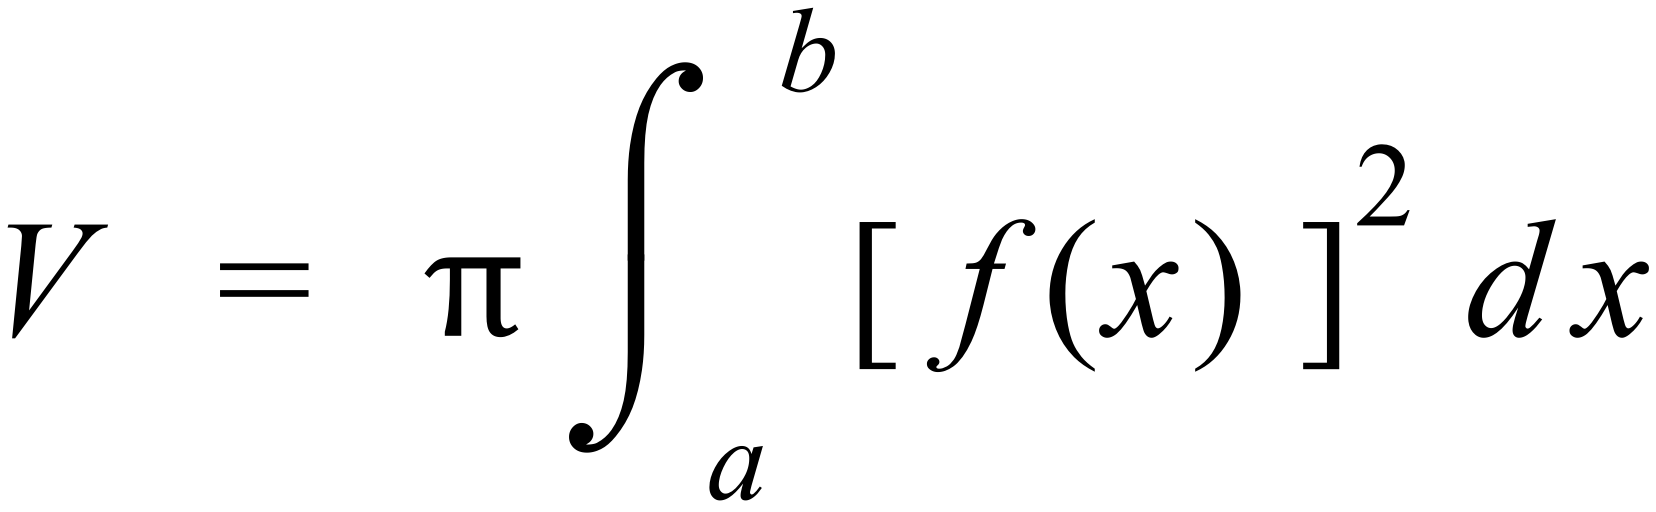 V = π∫_a^b [f(x)]^2 dx